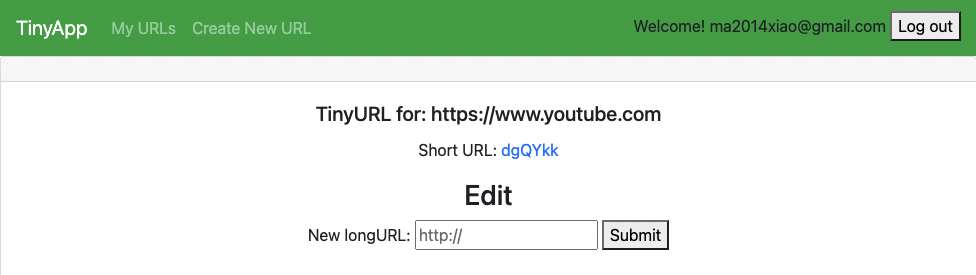 TinyApp My URLs Create New URL Welcome! ma2014xiao@gmail.com Log out
TinyURL for: https://www.youtube.com
Short URL: dgQYkk
Edit
New longURL: http:// Submit